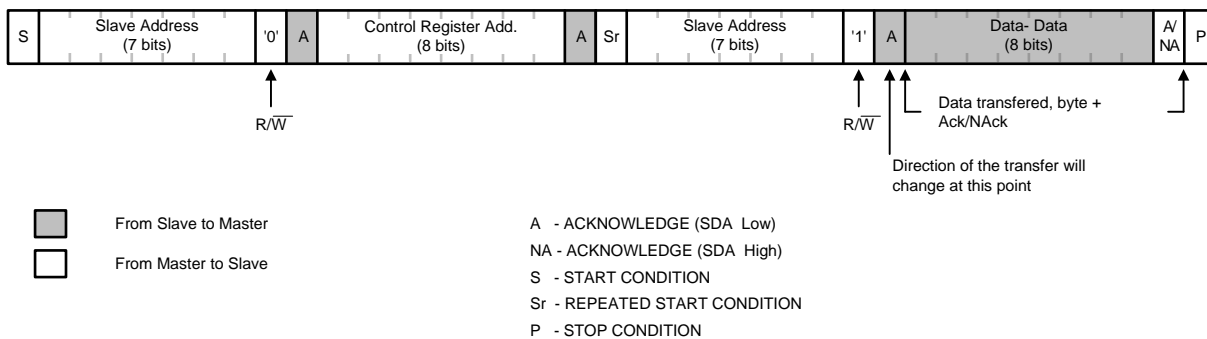 S Slave Address (7 bits) '0' A Control Register Add. (8 bits) A Sr Slave Address (7 bits) '1' A Data- Data (8 bits) A/ NA P
R/W̅ R/W̅
Data transfered, byte +
Ack/NAck
Direction of the transfer will
change at this point
From Slave to Master
From Master to Slave
A - ACKNOWLEDGE (SDA Low)
NA - ACKNOWLEDGE (SDA High)
S - START CONDITION
Sr - REPEATED START CONDITION
P - STOP CONDITION